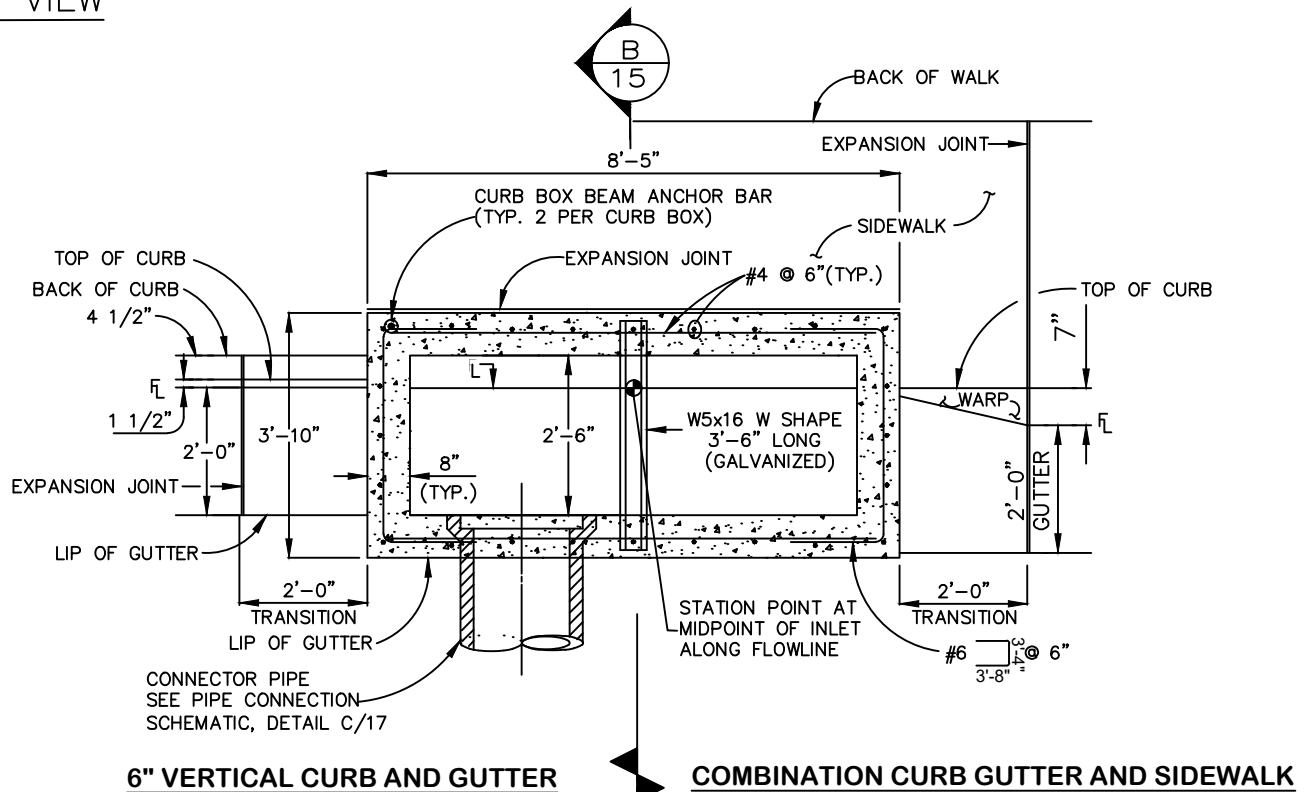 VIEW
B
15
BACK OF WALK
EXPANSION JOINT
8'-5"
CURB BOX BEAM ANCHOR BAR
(TYP. 2 PER CURB BOX)
SIDEWALK
TOP OF CURB
EXPANSION JOINT
#4 @ 6"(TYP.)
BACK OF CURB
TOP OF CURB
4 1/2"
7"
FL
L
WARP
1 1/2"
W5x16 W SHAPE
3'-6" LONG
(GALVANIZED)
FL
3'-10"
2'-6"
2'-0"
8"
(TYP.)
EXPANSION JOINT
2'-0"
GUTTER
LIP OF GUTTER
2'-0"
TRANSITION
2'-0"
TRANSITION
LIP OF GUTTER
STATION POINT AT
MIDPOINT OF INLET
ALONG FLOWLINE
#6 3'-4" @ 6"
3'-8"
CONNECTOR PIPE
SEE PIPE CONNECTION
SCHEMATIC, DETAIL C/17
6" VERTICAL CURB AND GUTTER
COMBINATION CURB GUTTER AND SIDEWALK